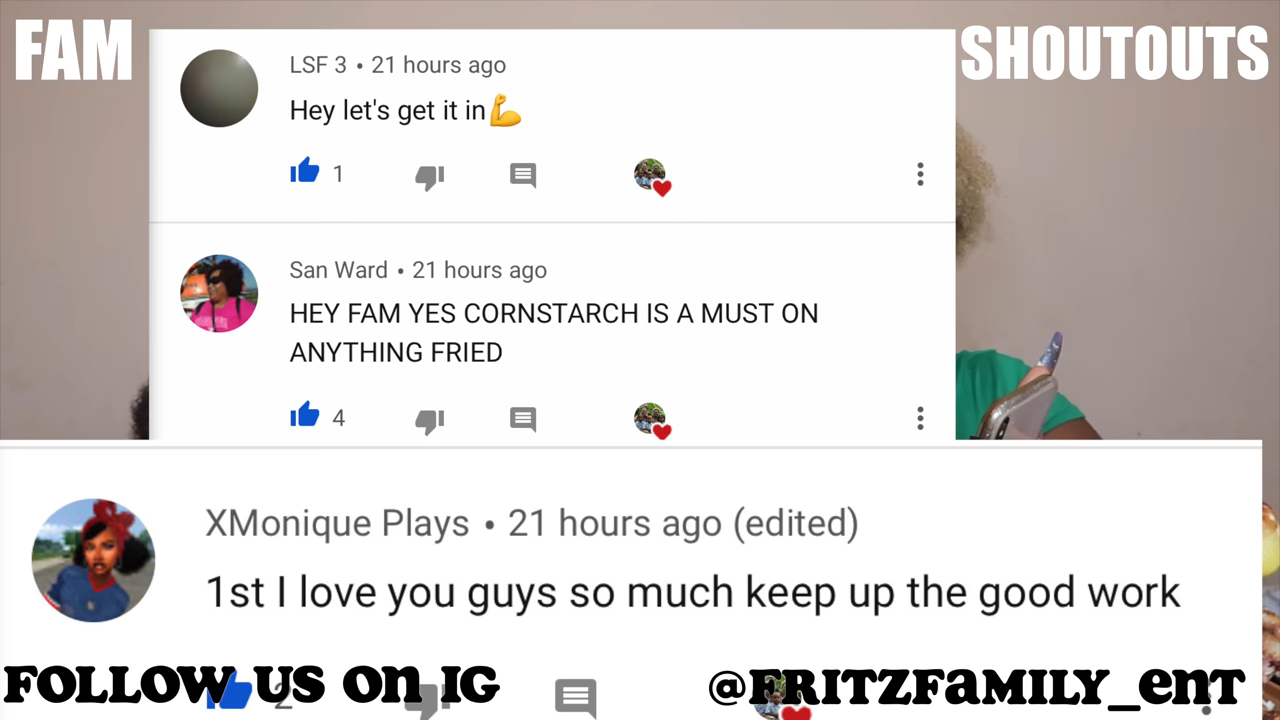 FAM
SHOUTOUTS
LSF 3 • 21 hours ago
Hey let's get it in💪
1
San Ward • 21 hours ago
HEY FAM YES CORNSTARCH IS A MUST ON
ANYTHING FRIED
4
XMonique Plays • 21 hours ago (edited)
1st I love you guys so much keep up the good work
2
FOLLOW US ON IG
@FRITZFAMILY_ENT